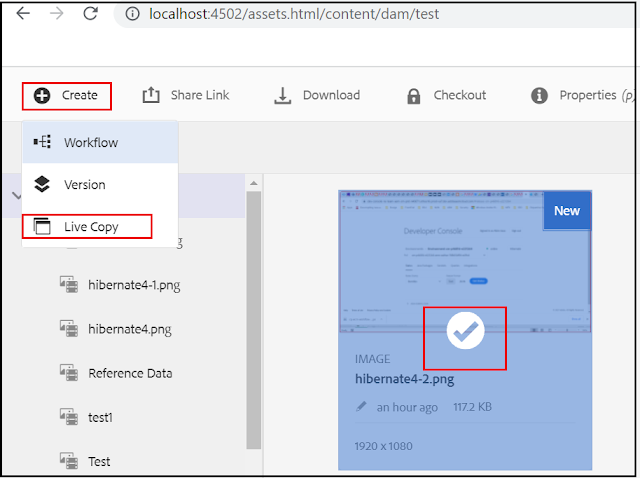 localhost:4502/assets.html/content/dam/test
Create Share Link Download Checkout Properties (p,
Workflow
Version
Live Copy
hibernate4-1.png
hibernate4.png
Reference Data
test1
Test
New
Developer Console
IMAGE
hibernate4-2.png
an hour ago 117.2 KB
1920 x 1080